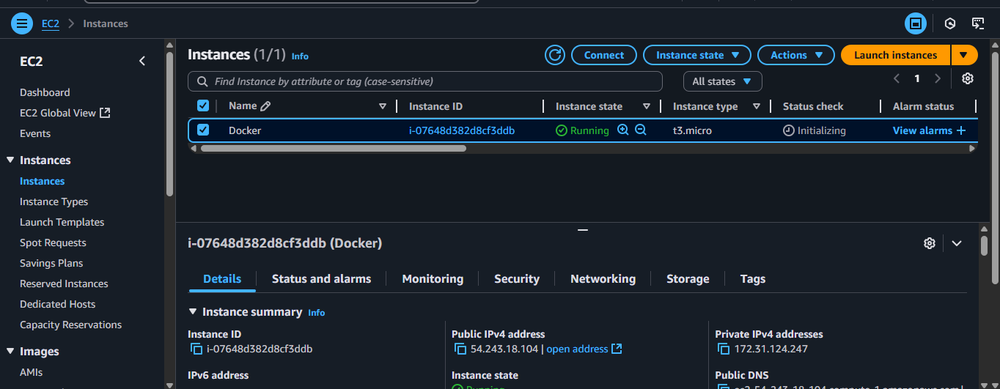 EC2 > Instances
EC2
Dashboard
EC2 Global View
Events
Instances
Instances
Instance Types
Launch Templates
Spot Requests
Savings Plans
Reserved Instances
Dedicated Hosts
Capacity Reservations
Images
AMIs
Instances (1/1) Info
Connect
Instance state
Actions
Launch instances
Find Instance by attribute or tag (case-sensitive)
All states
1
Name Instance ID Instance state Instance type Status check Alarm status
Docker i-07648d382d8cf3ddb Running t3.micro Initializing View alarms +
i-07648d382d8cf3ddb (Docker)
Details Status and alarms Monitoring Security Networking Storage Tags
Instance summary Info
Instance ID
i-07648d382d8cf3ddb
Public IPv4 address
54.243.18.104 | open address
Private IPv4 addresses
172.31.124.247
IPv6 address
Instance state
Running
Public DNS